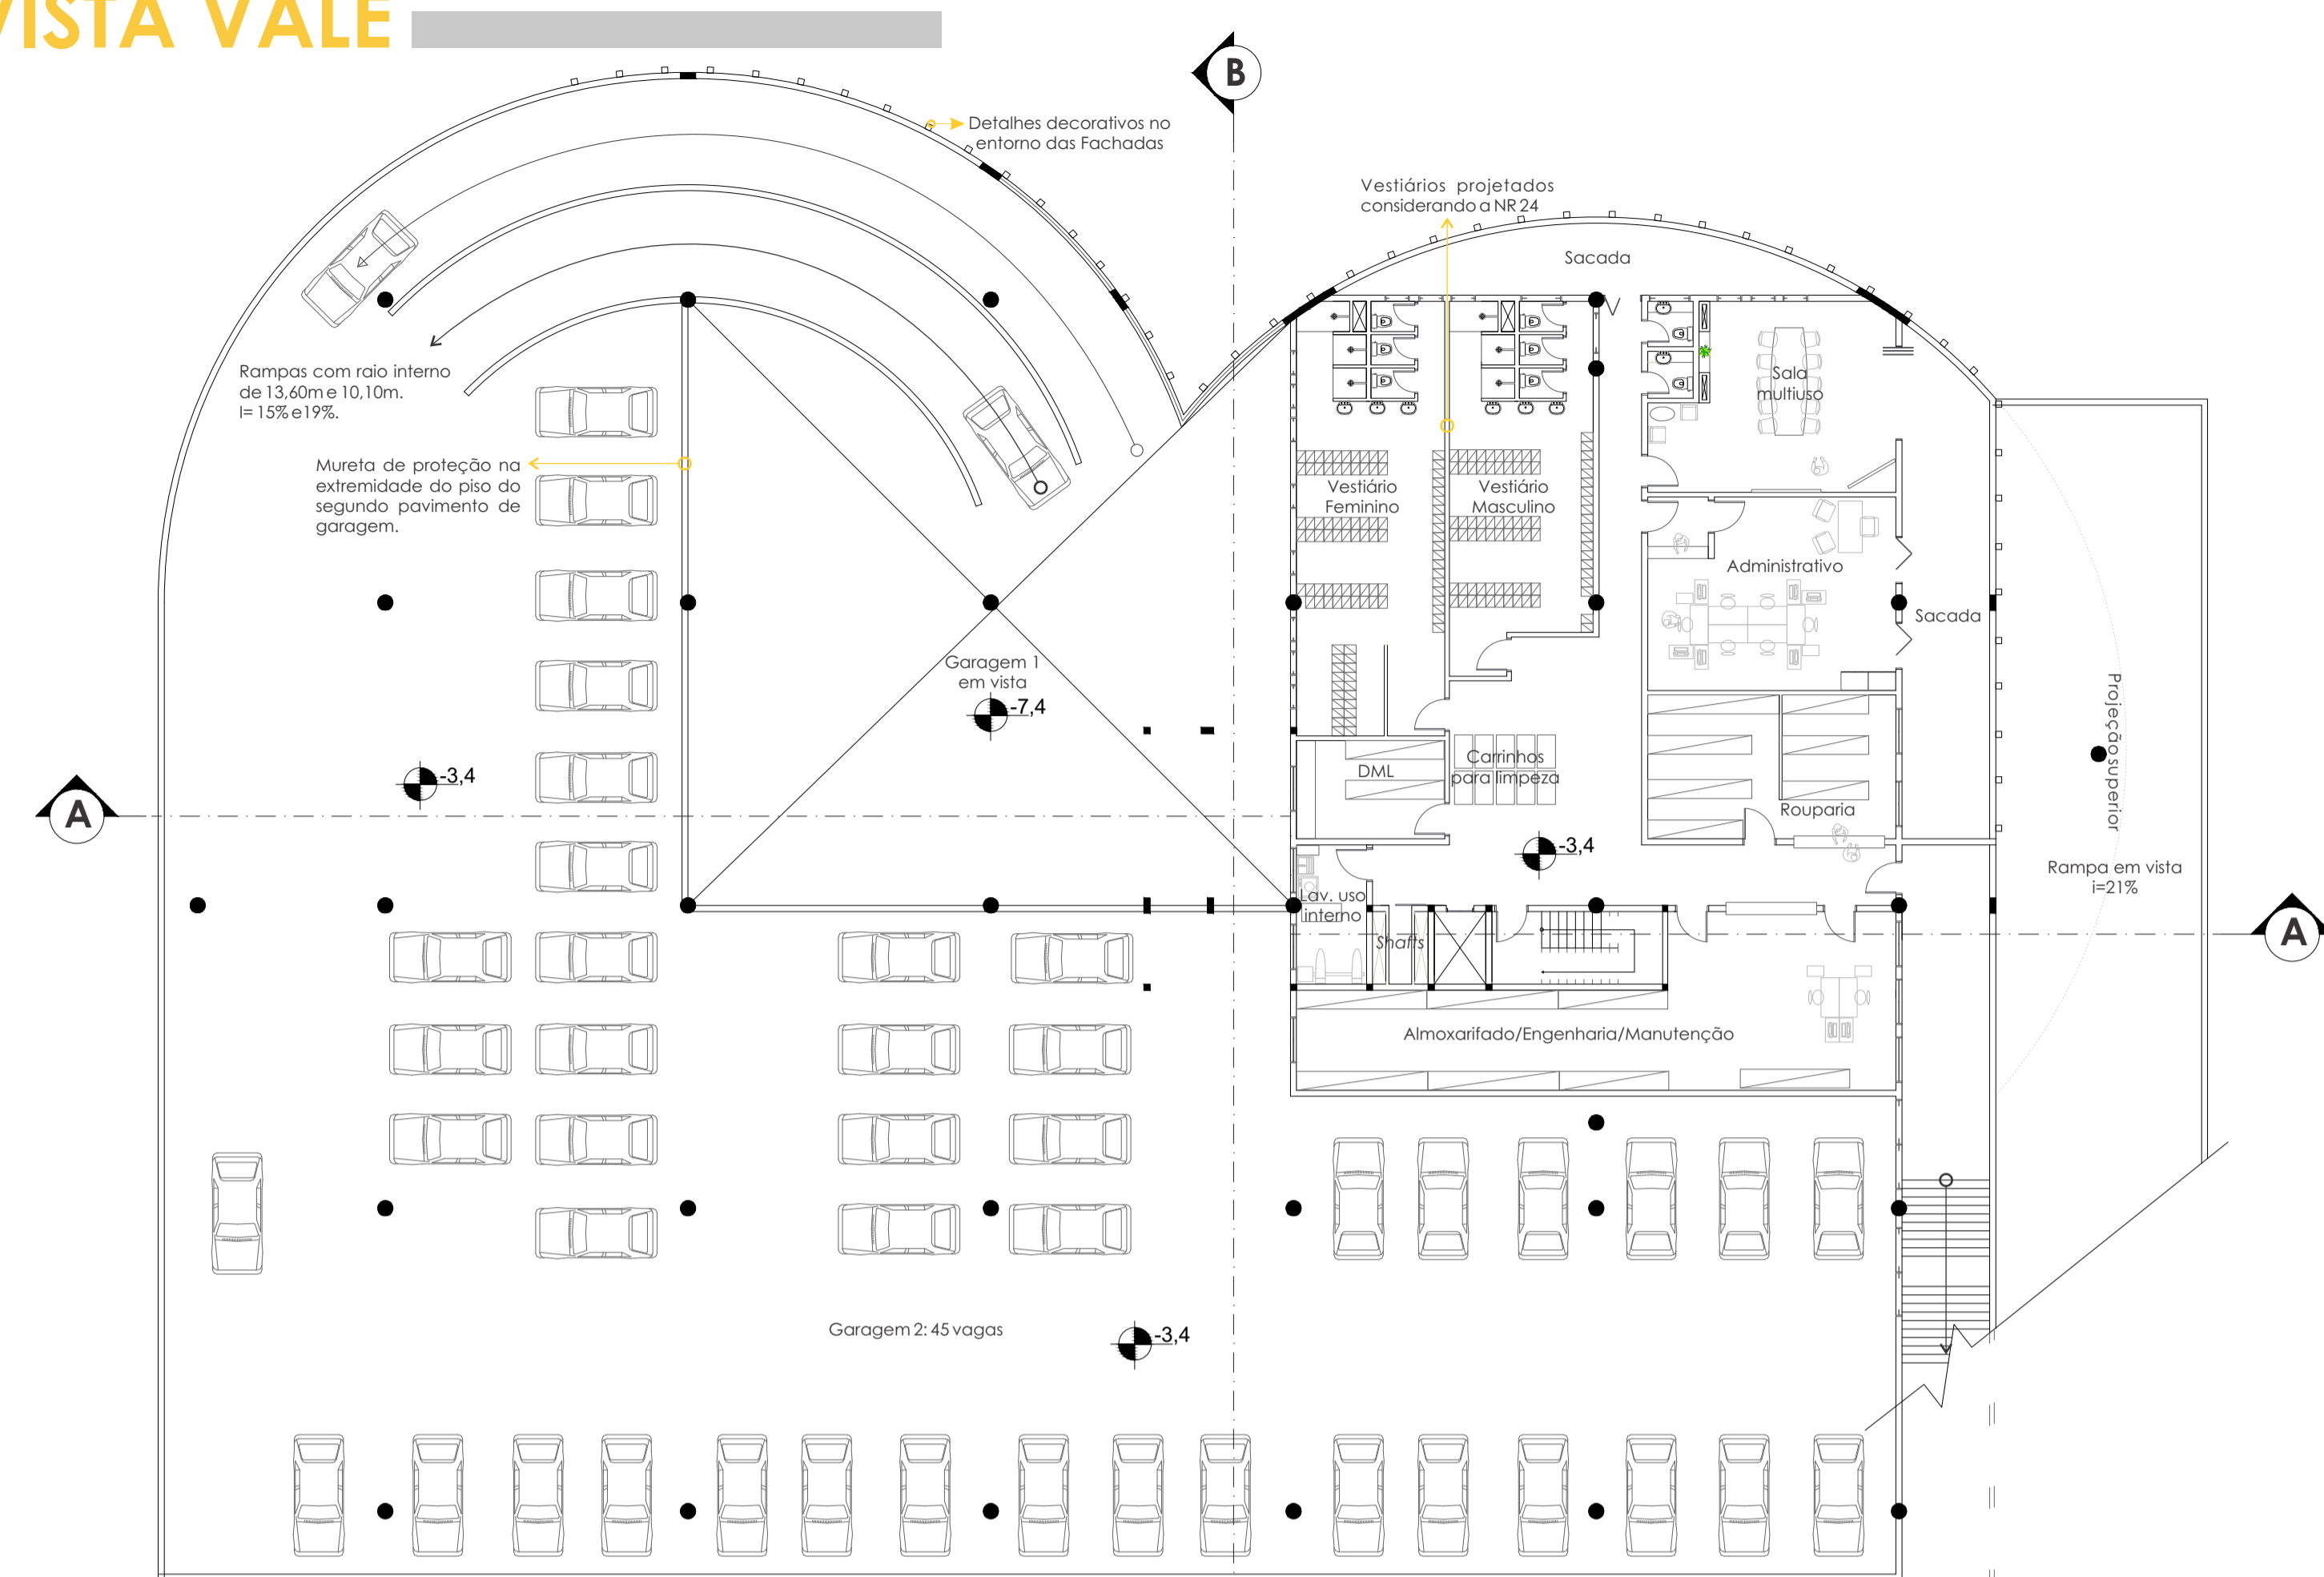 VISTA VALE
B
Detalhes decorativos no
entorno das Fachadas
Vestiários projetados
considerando a NR 24
Sacada
Rampas com raio interno
de 13,60m e 10,10m.
I= 15% e 19%.
Mureta de proteção na
extremidade do piso do
segundo pavimento de
garagem.
Sala
multiuso
Vestiário
Feminino
Vestiário
Masculino
Administrativo
Sacada
Garagem 1
em vista
-7,4
Projeção superior
-3,4
A
DML
Carrinhos
para limpeza
Rouparia
-3,4
Rampa em vista
i=21%
Lav. uso
interno
Shafts
A
Almoxarifado/Engenharia/Manutenção
Garagem 2: 45 vagas
-3,4